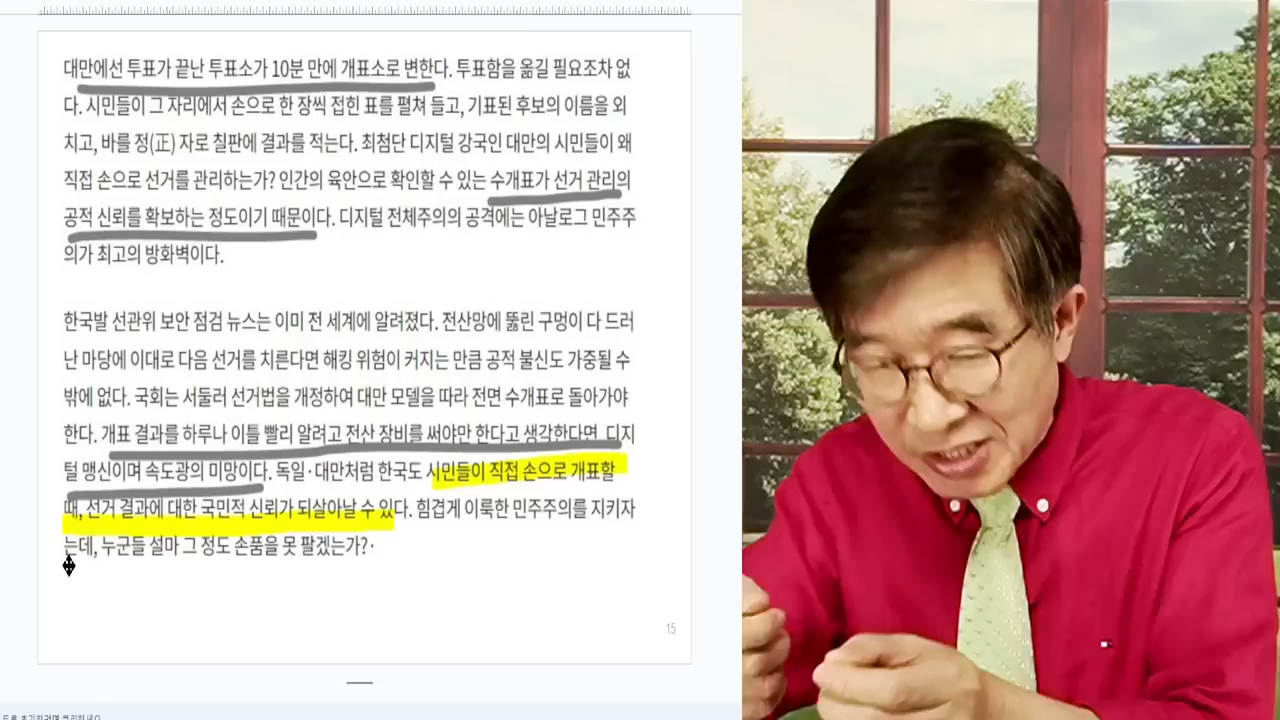 대만에선 투표가 끝난 투표소가 10분 만에 개표소로 변한다. 투표함을 옮길 필요조차 없
다. 시민들이 그 자리에서 손으로 한 장씩 접힌 표를 펼쳐 들고, 기표된 후보의 이름을 외
치고, 바를 정(正) 자로 칠판에 결과를 적는다. 최첨단 디지털 강국인 대만의 시민들이 왜
직접 손으로 선거를 관리하는가? 인간의 육안으로 확인할 수 있는 수개표가 선거 관리의
공적 신뢰를 확보하는 정도이기 때문이다. 디지털 전체주의의 공격에는 아날로그 민주주
의가 최고의 방화벽이다.
한국발 선관위 보안 점검 뉴스는 이미 전 세계에 알려졌다. 전산망에 뚫린 구멍이 다 드러
난 마당에 이대로 다음 선거를 치른다면 해킹 위험이 커지는 만큼 공적 불신도 가중될 수
밖에 없다. 국회는 서둘러 선거법을 개정하여 대만 모델을 따라 전면 수개표로 돌아가야
한다. 개표 결과를 하루나 이틀 빨리 알려고 전산 장비를 써야만 한다고 생각한다면, 디지
털 맹신이며 속도광의 미망이다. 독일·대만처럼 한국도 시민들이 직접 손으로 개표할
때, 선거 결과에 대한 국민적 신뢰가 되살아날 수 있다. 힘겹게 이룩한 민주주의를 지키자
는데, 누군들 설마 그 정도 손품을 못 팔겠는가?·
15